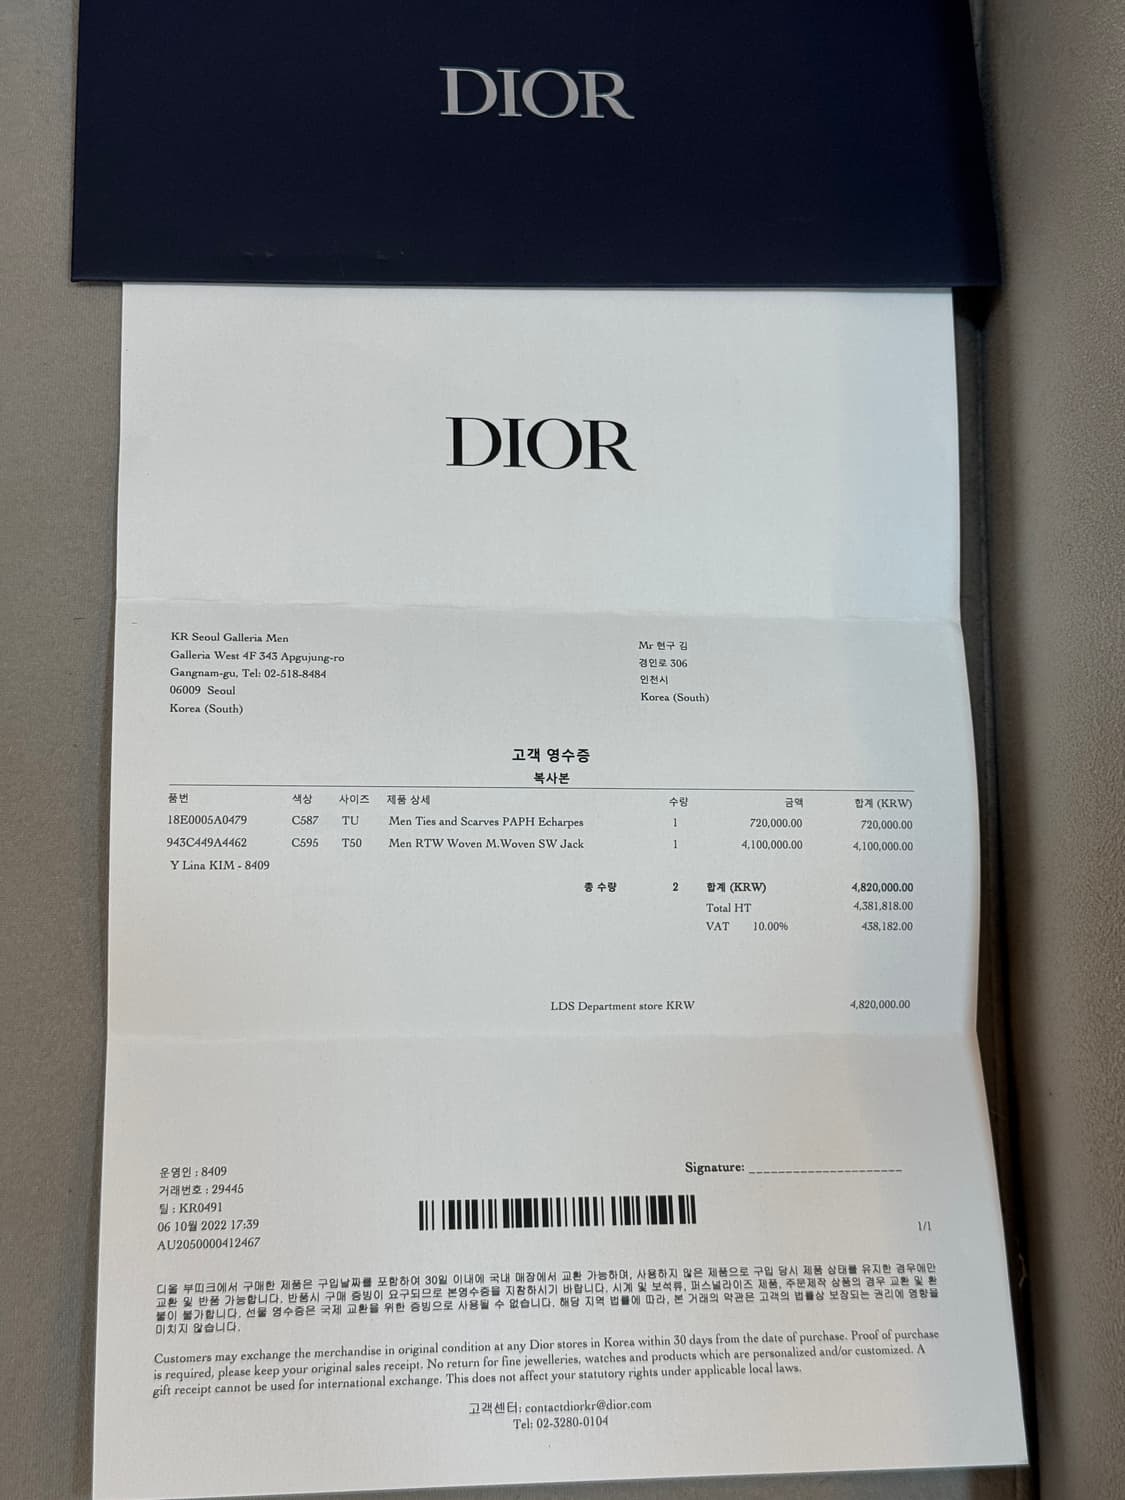 DIOR
DIOR
KR Seoul Galleria Men
Galleria West 4F 343 Apgujung-ro
Gangnam-gu, Tel: 02-518-8484
06009 Seoul
Korea (South)
Mr 현구 김
경인로 306
인천시
Korea (South)
고객 영수증
복사본
품번 색상 사이즈 제품 상세 수량 금액 합계 (KRW)
18E0005A0479 C587 TU Men Ties and Scarves PAPH Echarpes 1 720,000.00 720,000.00
943C449A4462 C595 T50 Men RTW Woven M.Woven SW Jack 1 4,100,000.00 4,100,000.00
Y Lina KIM - 8409
총 수량 2 합계 (KRW) 4,820,000.00
Total HT 4,381,818.00
VAT 10.00% 438,182.00
LDS Department store KRW 4,820,000.00
운영인 : 8409
거래번호 : 29445
틸 : KR0491
06 10월 2022 17:39
AU2050000412467
Signature: ____________________
1/1
디올 부띠크에서 구매한 제품은 구입날짜를 포함하여 30일 이내에 국내 매장에서 교환 가능하며, 사용하지 않은 제품으로 구입 당시 제품 상태를 유지한 경우에만
교환 및 반품 가능합니다. 반품시 구매 증빙이 요구되므로 본영수증을 지참하시기 바랍니다. 시계 및 보석류, 퍼스널라이즈 제품, 주문제작 상품의 경우 교환 및 환
불이 불가합니다. 선물 영수증은 국제 교환을 위한 증빙으로 사용될 수 없습니다. 해당 지역 법률에 따라, 본 거래의 약관은 고객의 법률상 보장되는 권리에 영향을
미치지 않습니다.
Customers may exchange the merchandise in original condition at any Dior stores in Korea within 30 days from the date of purchase. Proof of purchase
is required, please keep your original sales receipt. No return for fine jewelleries, watches and products which are personalized and/or customized. A
gift receipt cannot be used for international exchange. This does not affect your statutory rights under applicable local laws.
고객센터: contactdiorkr@dior.com
Tel: 02-3280-0104